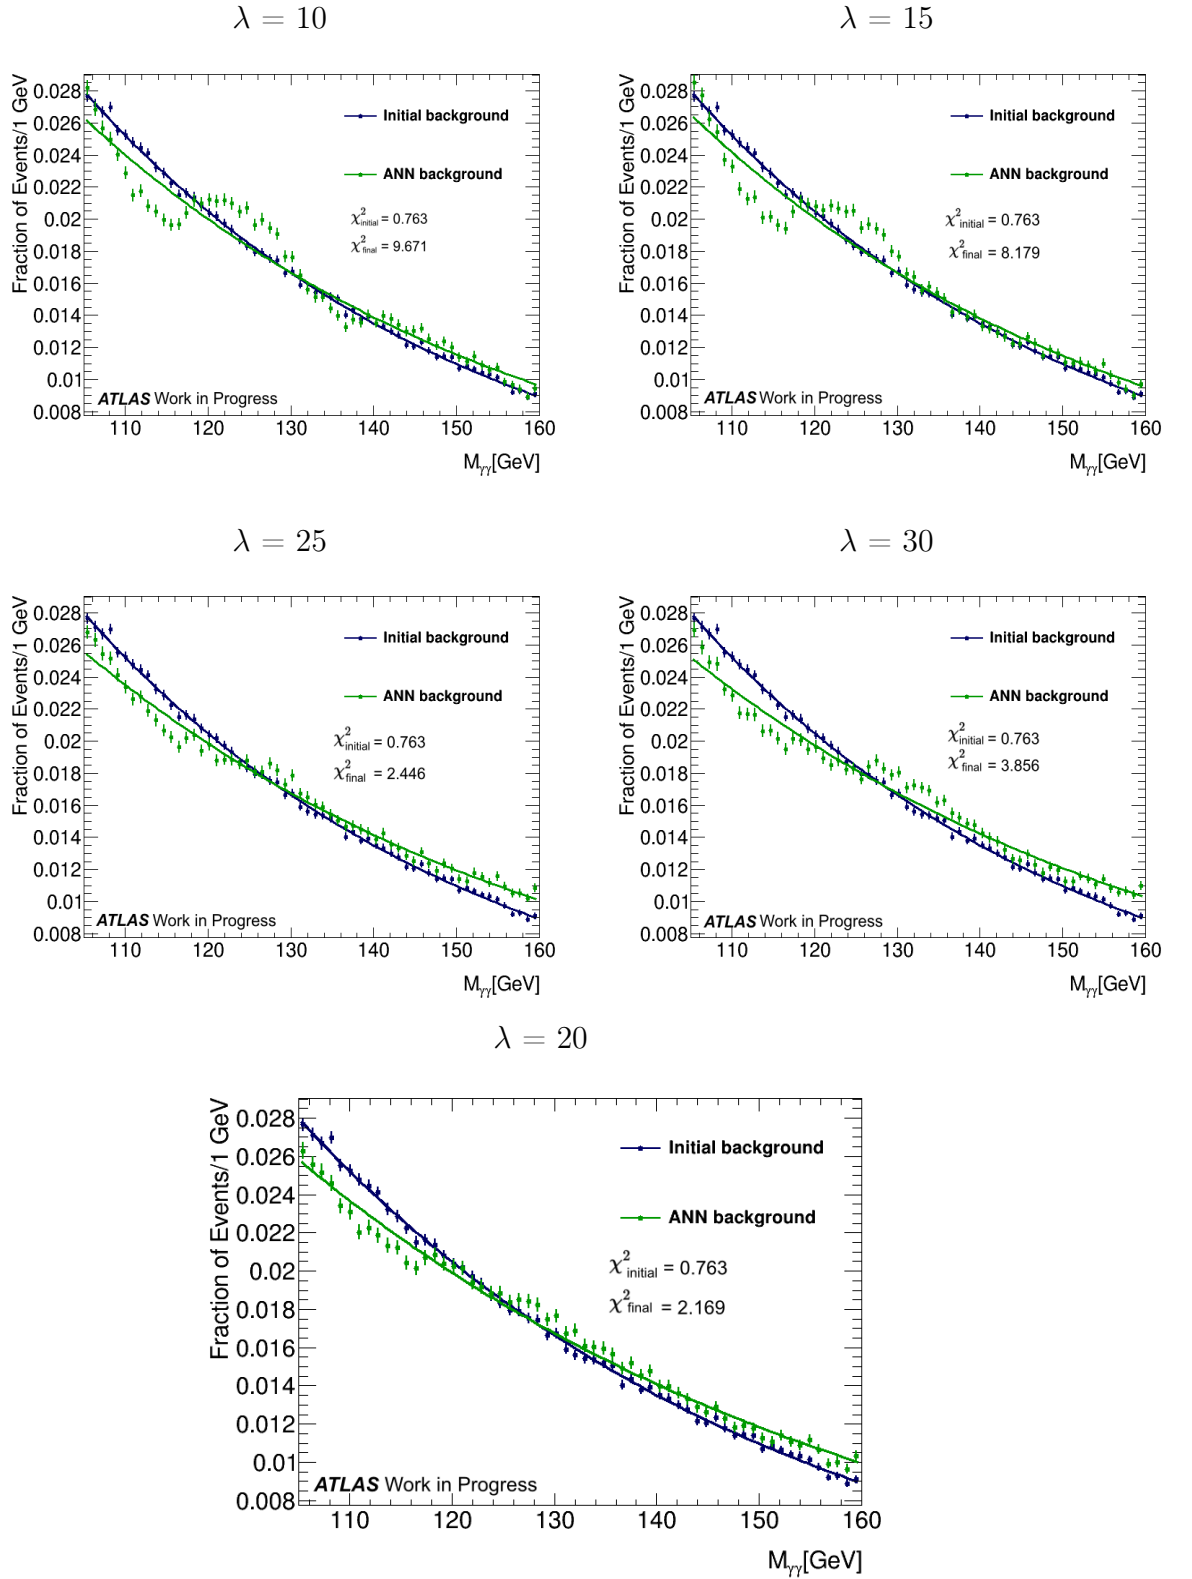 λ = 10
λ = 15
Fraction of Events/1 GeV
0.028
0.026
0.024
0.022
0.02
0.018
0.016
0.014
0.012
0.01
0.008
Initial background
ANN background
χ²initial = 0.763
χ²final = 9.671
ATLAS Work in Progress
110 120 130 140 150 160
Mγγ[GeV]
Fraction of Events/1 GeV
0.028
0.026
0.024
0.022
0.02
0.018
0.016
0.014
0.012
0.01
0.008
Initial background
ANN background
χ²initial = 0.763
χ²final = 8.179
ATLAS Work in Progress
110 120 130 140 150 160
Mγγ[GeV]
λ = 25
λ = 30
Fraction of Events/1 GeV
0.028
0.026
0.024
0.022
0.02
0.018
0.016
0.014
0.012
0.01
0.008
Initial background
ANN background
χ²initial = 0.763
χ²final = 2.446
ATLAS Work in Progress
110 120 130 140 150 160
Mγγ[GeV]
Fraction of Events/1 GeV
0.028
0.026
0.024
0.022
0.02
0.018
0.016
0.014
0.012
0.01
0.008
Initial background
ANN background
χ²initial = 0.763
χ²final = 3.856
ATLAS Work in Progress
110 120 130 140 150 160
Mγγ[GeV]
λ = 20
Fraction of Events/1 GeV
0.028
0.026
0.024
0.022
0.02
0.018
0.016
0.014
0.012
0.01
0.008
Initial background
ANN background
χ²initial = 0.763
χ²final = 2.169
ATLAS Work in Progress
110 120 130 140 150 160
Mγγ[GeV]